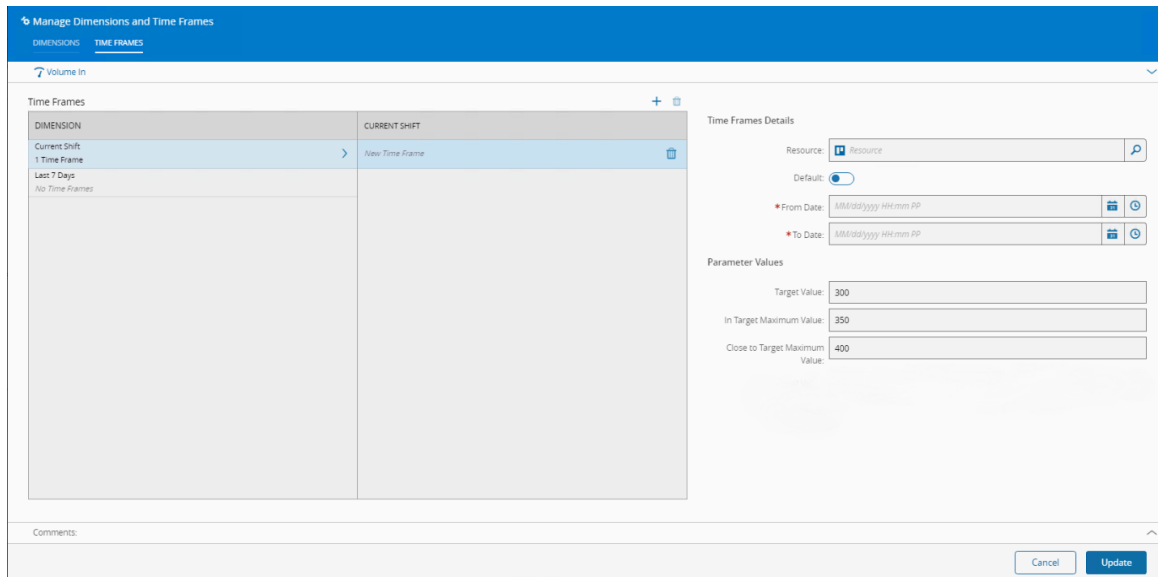 Manage Dimensions and Time Frames
DIMENSIONS TIME FRAMES
Volume In
Time Frames
DIMENSION CURRENT SHIFT
Current Shift
1 Time Frame
New Time Frame
Last 7 Days
No Time Frames
Time Frames Details
Resource: Resource
Default:
*From Date: MM/dd/yyyy HH:mm PP
*To Date: MM/dd/yyyy HH:mm PP
Parameter Values
Target Value: 300
In Target Maximum Value: 350
Close to Target Maximum 400
Value:
Comments:
Cancel Update